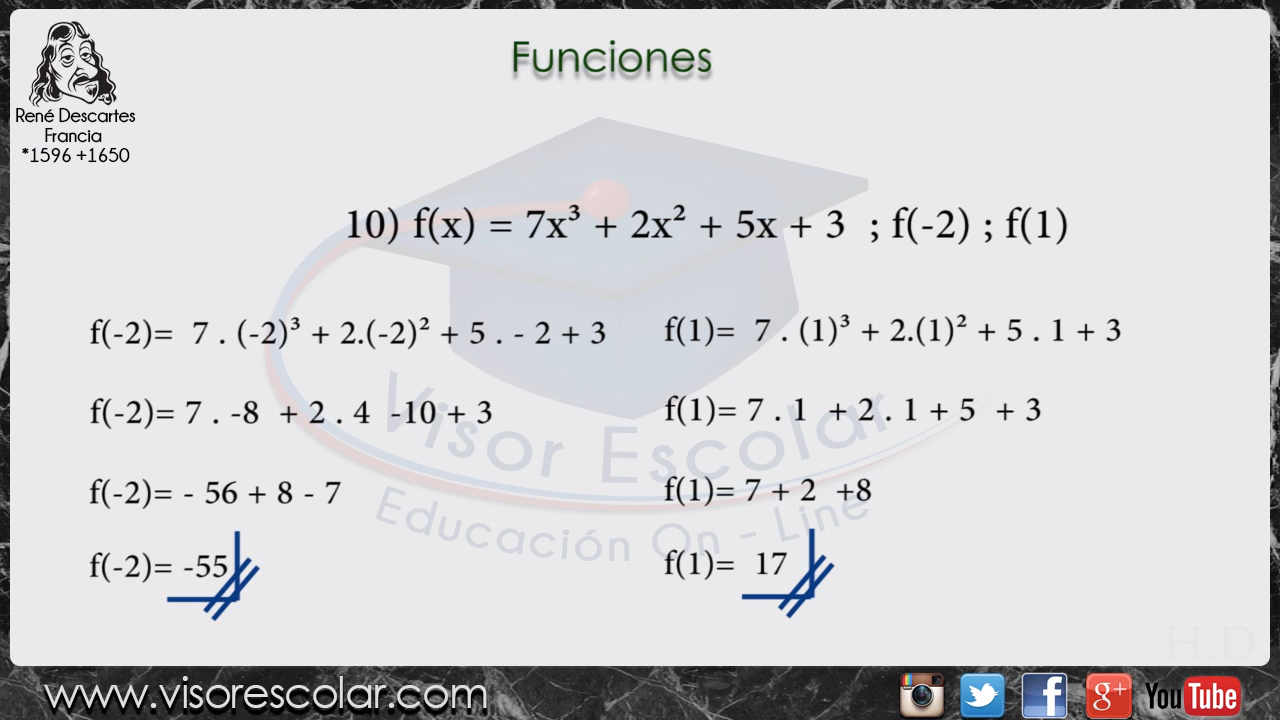 Funciones
René Descartes
Francia
*1596 +1650
10) f(x) = 7x³ + 2x² + 5x + 3 ; f(-2) ; f(1)
f(-2)= 7 . (-2)³ + 2.(-2)² + 5 . - 2 + 3
f(-2)= 7 . -8 + 2 . 4 -10 + 3
f(-2)= - 56 + 8 - 7
f(-2)= -55
f(1)= 7 . (1)³ + 2.(1)² + 5 . 1 + 3
f(1)= 7 . 1 + 2 . 1 + 5 + 3
f(1)= 7 + 2 +8
f(1)= 17
Visor Escolar
Educación On - Line
H.D
www.visorescolar.com
g+
You Tube